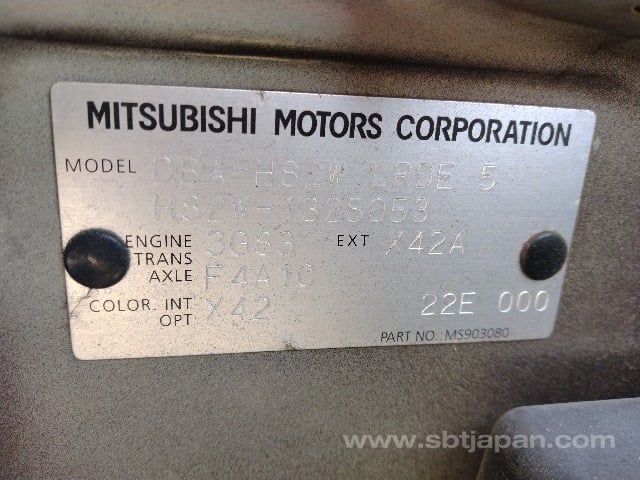 MITSUBISHI MOTORS CORPORATION
MODEL DBA-H82W LRDE 5
H82W-1325053
ENGINE 3G83 EXT X42A
TRANS
AXLE F4A1C
COLOR. INT X42 22E 000
OPT
PART NO. MS903080
www.sbtjapan.com